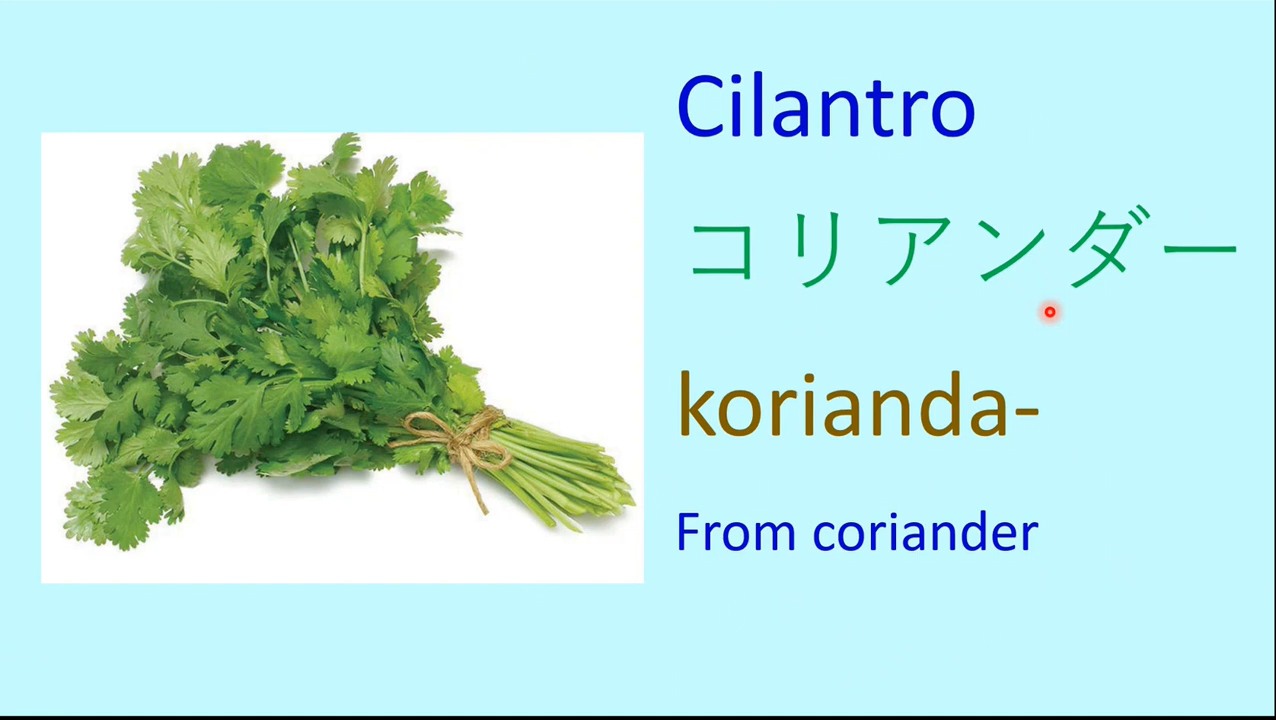 Cilantro
コリアンダー
korianda-
From coriander